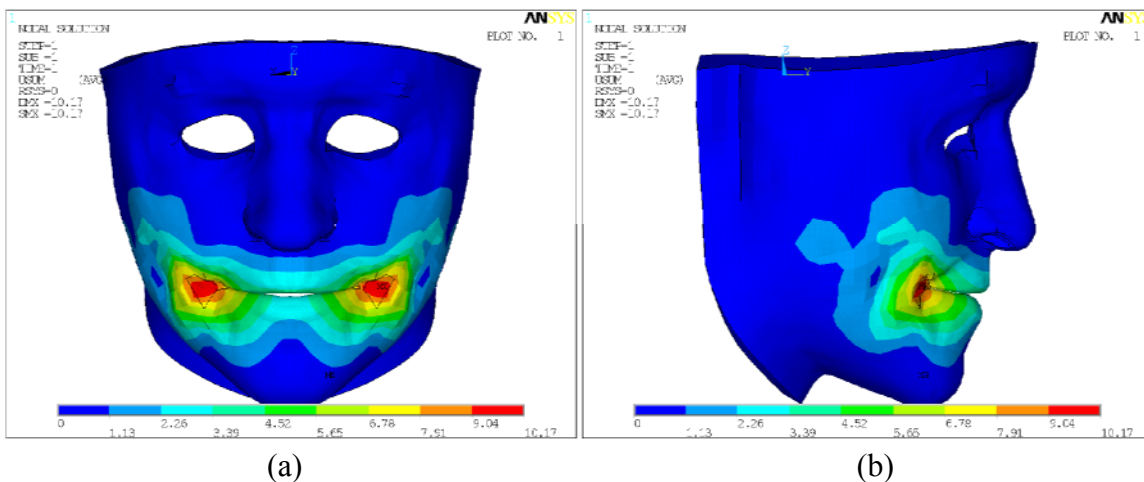 1
NODAL SOLUTION
STEP=1
SUB =1
TIME=1
USUM (AVG)
RSYS=0
DMX =10.17
SMX =10.17
ANSYS
PLOT NO. 1
Z
Y
MX
MN
0 2.26 4.52 6.78 9.04
1.13 3.39 5.65 7.91 10.17
(a)
1
NODAL SOLUTION
STEP=1
SUB =1
TIME=1
USUM (AVG)
RSYS=0
DMX =10.17
SMX =10.17
ANSYS
PLOT NO. 1
Z
Y
0 2.26 4.52 6.78 9.04
1.13 3.39 5.65 7.91 10.17
(b)